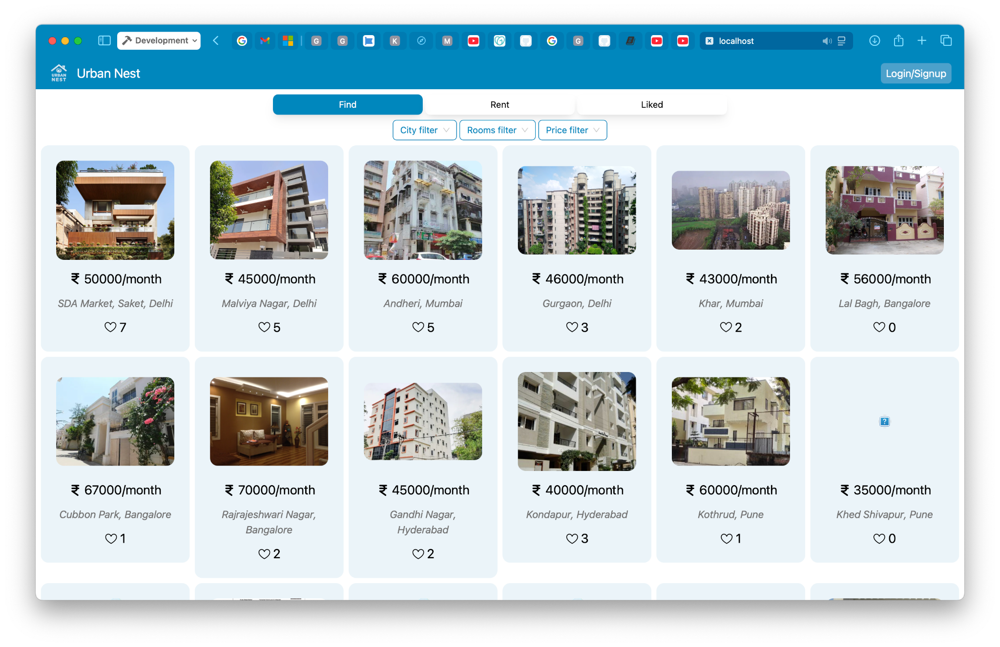 Development
G
G
K
M
G
localhost
URBAN
NEST
Urban Nest
Login/Signup
Find
Rent
Liked
City filter
Rooms filter
Price filter
₹ 50000/month
₹ 45000/month
₹ 60000/month
₹ 46000/month
₹ 43000/month
₹ 56000/month
SDA Market, Saket, Delhi
Malviya Nagar, Delhi
Andheri, Mumbai
Gurgaon, Delhi
Khar, Mumbai
Lal Bagh, Bangalore
7
5
5
3
2
0
?
₹ 67000/month
₹ 70000/month
₹ 45000/month
₹ 40000/month
₹ 60000/month
₹ 35000/month
Cubbon Park, Bangalore
Rajrajeshwari Nagar,
Bangalore
Gandhi Nagar,
Hyderabad
Kondapur, Hyderabad
Kothrud, Pune
Khed Shivapur, Pune
1
2
2
3
1
0